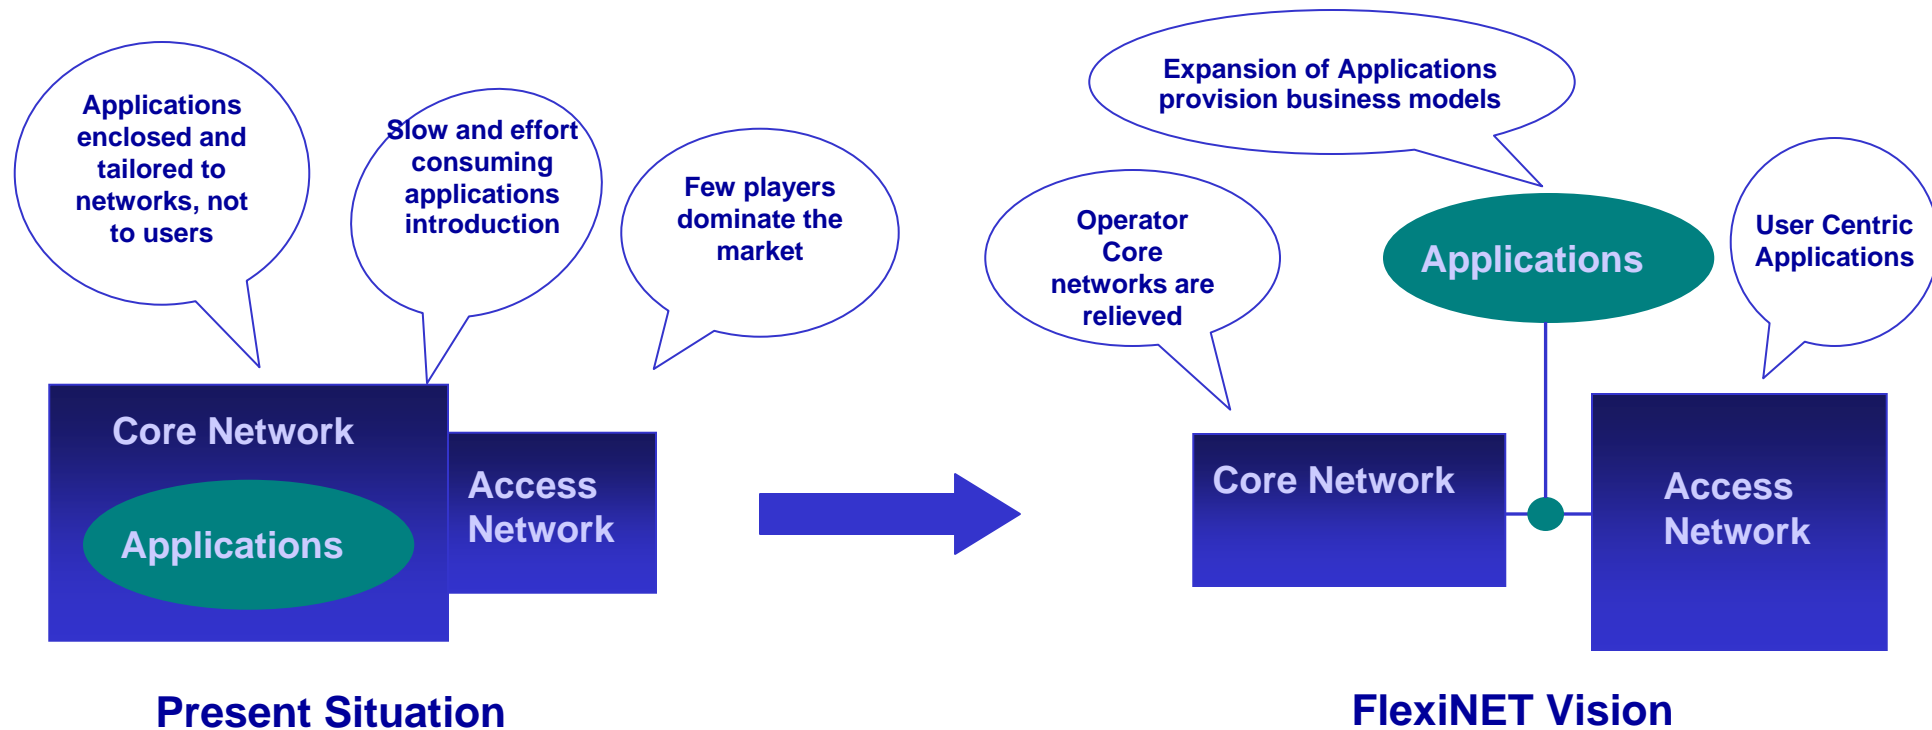 Applications
enclosed and
tailored to
networks, not
to users
Slow and effort
consuming
applications
introduction
Few players
dominate the
market
Core Network
Applications
Access
Network
Present Situation
Expansion of Applications
provision business models
Operator
Core
networks are
relieved
Applications
User Centric
Applications
Core Network
Access
Network
FlexiNET Vision